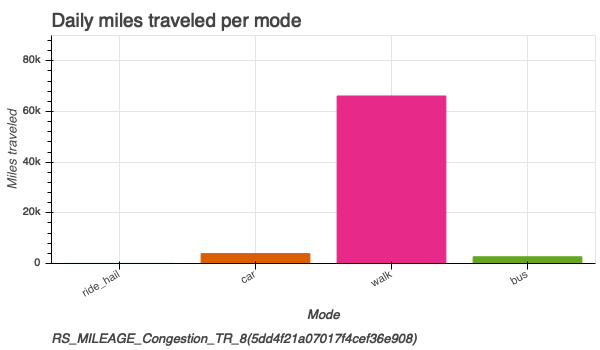 Daily miles traveled per mode
80k
60k
40k
20k
0
Miles traveled
ride_hail
car
walk
bus
Mode
RS_MILEAGE_Congestion_TR_8(5dd4f21a07017f4cef36e908)